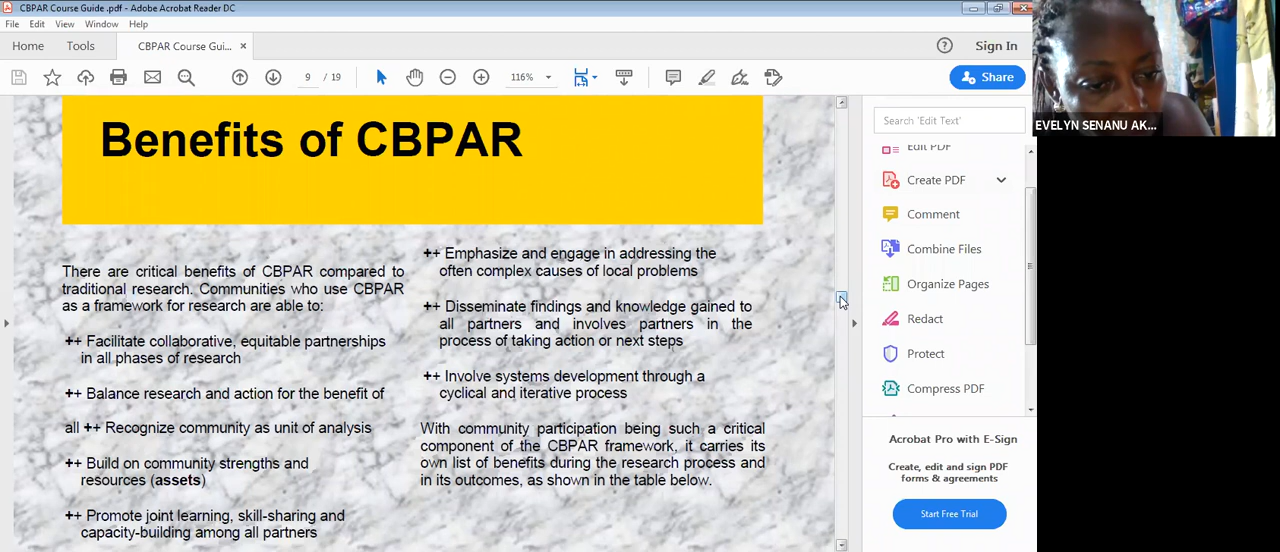 CBPAR Course Guide .pdf - Adobe Acrobat Reader DC
File Edit View Window Help
Home Tools CBPAR Course Gui... ×
Sign In
9 / 19
116%
Share
EVELYN SENANU AK...
Benefits of CBPAR
There are critical benefits of CBPAR compared to
traditional research. Communities who use CBPAR
as a framework for research are able to:
++ Facilitate collaborative, equitable partnerships
in all phases of research
++ Balance research and action for the benefit of
all ++ Recognize community as unit of analysis
++ Build on community strengths and
resources (assets)
++ Promote joint learning, skill-sharing and
capacity-building among all partners
++ Emphasize and engage in addressing the
often complex causes of local problems
++ Disseminate findings and knowledge gained to
all partners and involves partners in the
process of taking action or next steps
++ Involve systems development through a
cyclical and iterative process
With community participation being such a critical
component of the CBPAR framework, it carries its
own list of benefits during the research process and
in its outcomes, as shown in the table below.
Search 'Edit Text'
Edit PDF
Create PDF
Comment
Combine Files
Organize Pages
Redact
Protect
Compress PDF
Acrobat Pro with E-Sign
Create, edit and sign PDF
forms & agreements
Start Free Trial